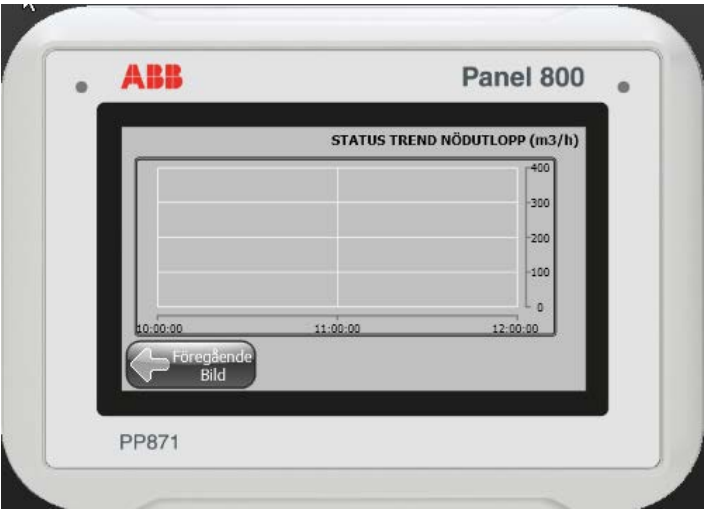 ABB
Panel 800
STATUS TREND NÖDUTLOPP (m3/h)
400
300
200
100
0
10:00:00
11:00:00
12:00:00
Föregående
Bild
PP871